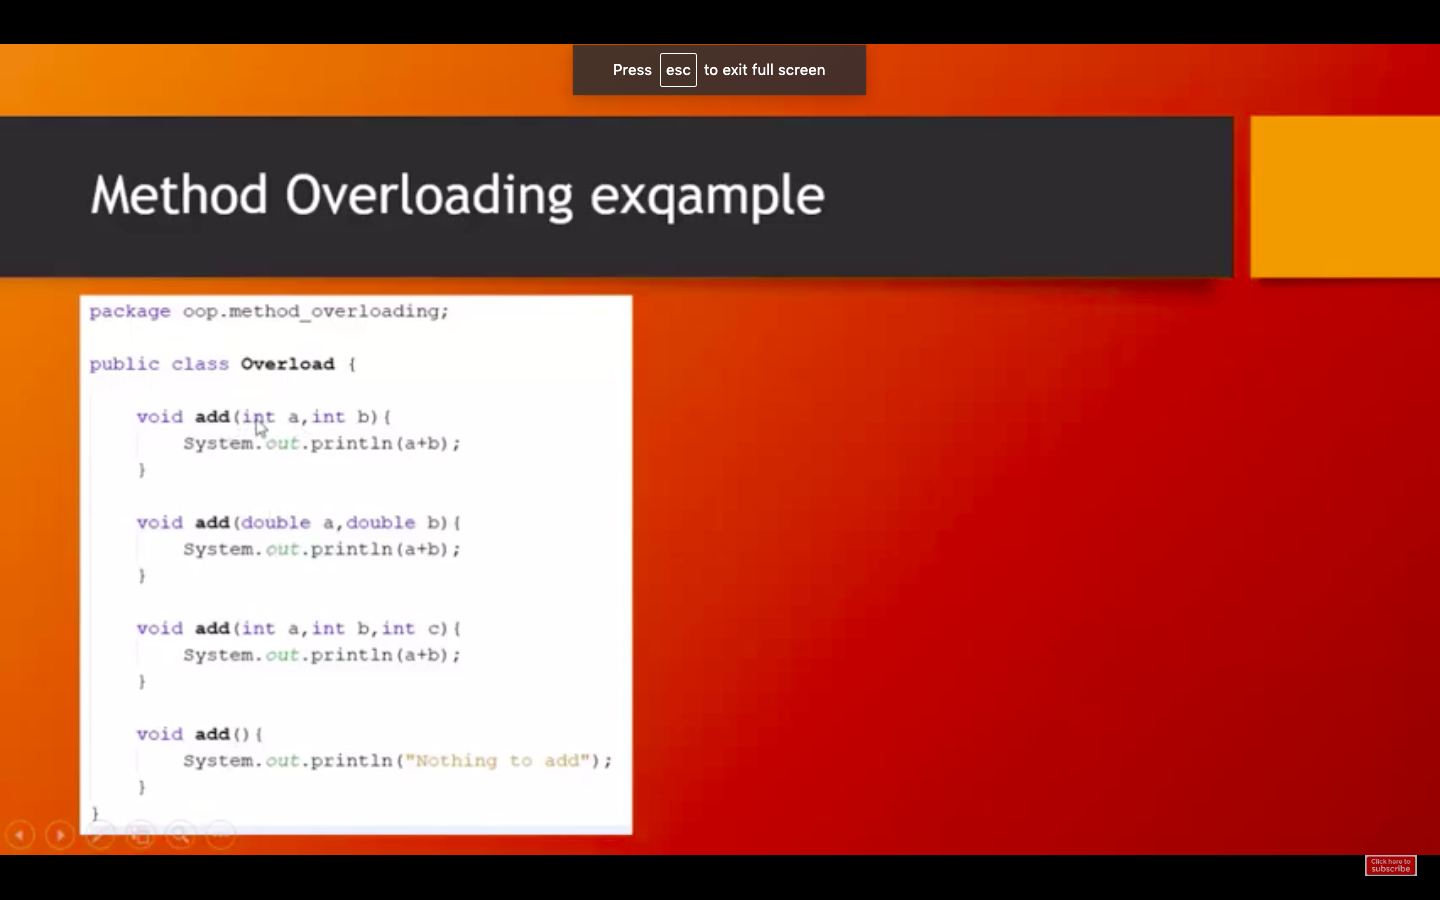 Press esc to exit full screen
Method Overloading exqample
package oop.method_overloading;
public class Overload {
void add(int a,int b){
System.out.println(a+b);
}
void add(double a,double b){
System.out.println(a+b);
}
void add(int a,int b,int c){
System.out.println(a+b);
}
void add(){
System.out.println("Nothing to add");
}
}
Click here to
subscribe